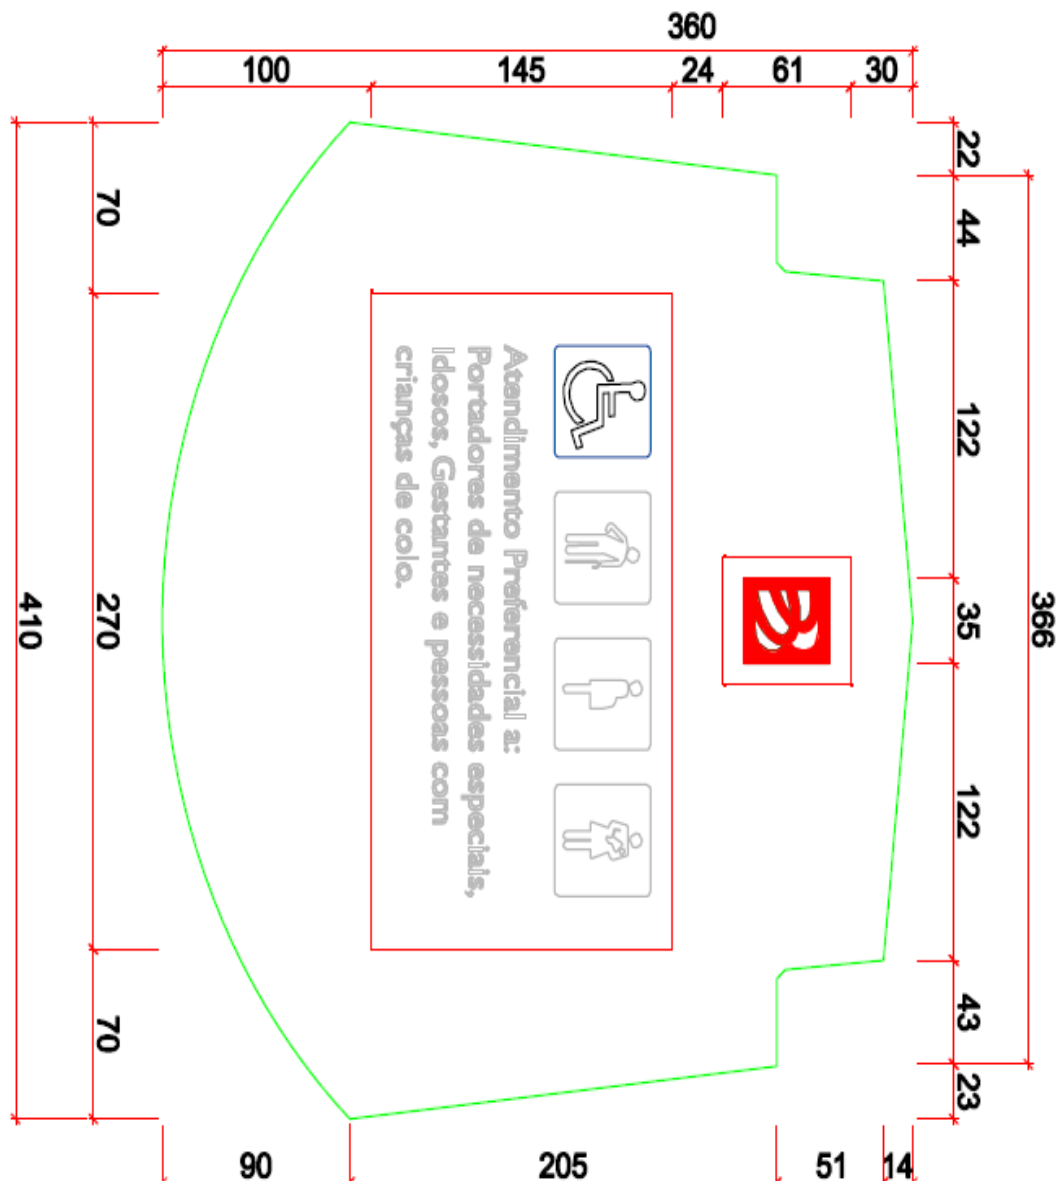 360
100 145 24 61 30
22
44
122
35
122
43
23
366
70
270
70
410
Atendimento Preferencial a:
Portadores de necessidades especiais,
Idosos, Gestantes e pessoas com
crianças de colo.
90 205 51 14